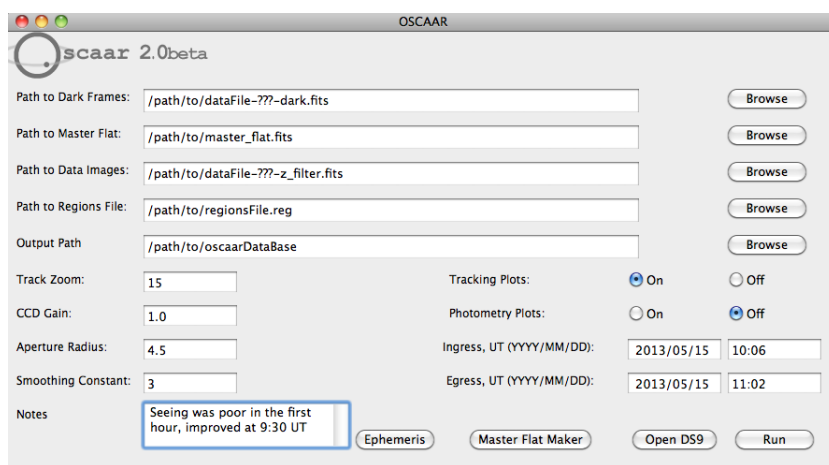 OSCAAR
Oscaar 2.0beta
Path to Dark Frames: /path/to/dataFile-???-dark.fits Browse
Path to Master Flat: /path/to/master_flat.fits Browse
Path to Data Images: /path/to/dataFile-???-z_filter.fits Browse
Path to Regions File: /path/to/regionsFile.reg Browse
Output Path /path/to/oscaarDataBase Browse
Track Zoom: 15 Tracking Plots: On Off
CCD Gain: 1.0 Photometry Plots: On Off
Aperture Radius: 4.5 Ingress, UT (YYYY/MM/DD): 2013/05/15 10:06
Smoothing Constant: 3 Egress, UT (YYYY/MM/DD): 2013/05/15 11:02
Notes Seeing was poor in the first
hour, improved at 9:30 UT
Ephemeris Master Flat Maker Open DS9 Run